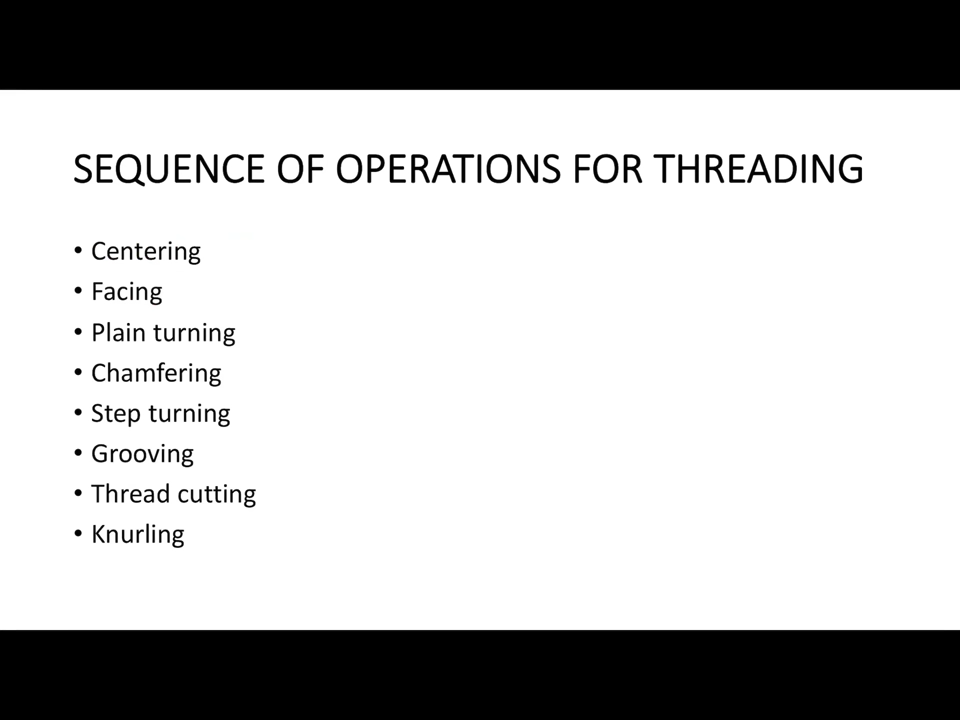 SEQUENCE OF OPERATIONS FOR THREADING
• Centering
• Facing
• Plain turning
• Chamfering
• Step turning
• Grooving
• Thread cutting
• Knurling